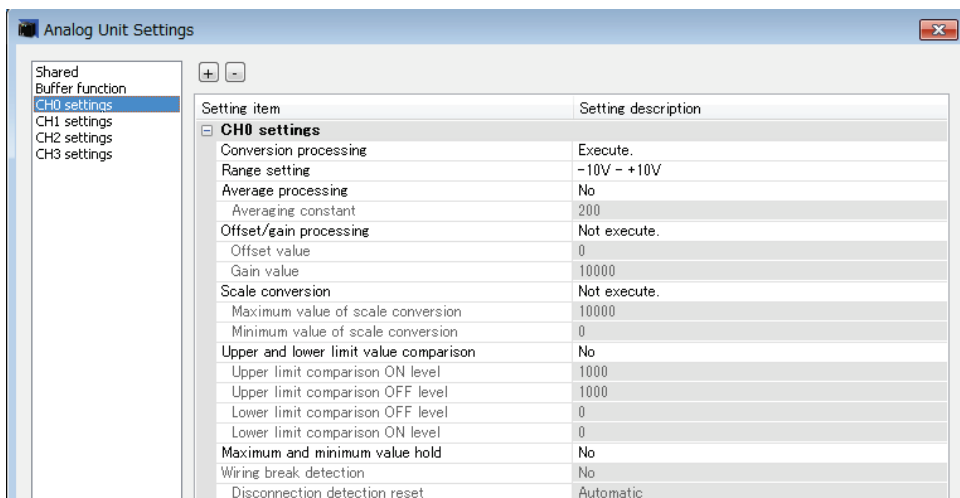 Analog Unit Settings
Shared
Buffer function
CH0 settings
CH1 settings
CH2 settings
CH3 settings
+ -
Setting item Setting description
CH0 settings
Conversion processing Execute.
Range setting -10V - +10V
Average processing No
Averaging constant 200
Offset/gain processing Not execute.
Offset value 0
Gain value 10000
Scale conversion Not execute.
Maximum value of scale conversion 10000
Minimum value of scale conversion 0
Upper and lower limit value comparison No
Upper limit comparison ON level 1000
Upper limit comparison OFF level 1000
Lower limit comparison OFF level 0
Lower limit comparison ON level 0
Maximum and minimum value hold No
Wiring break detection No
Disconnection detection reset Automatic